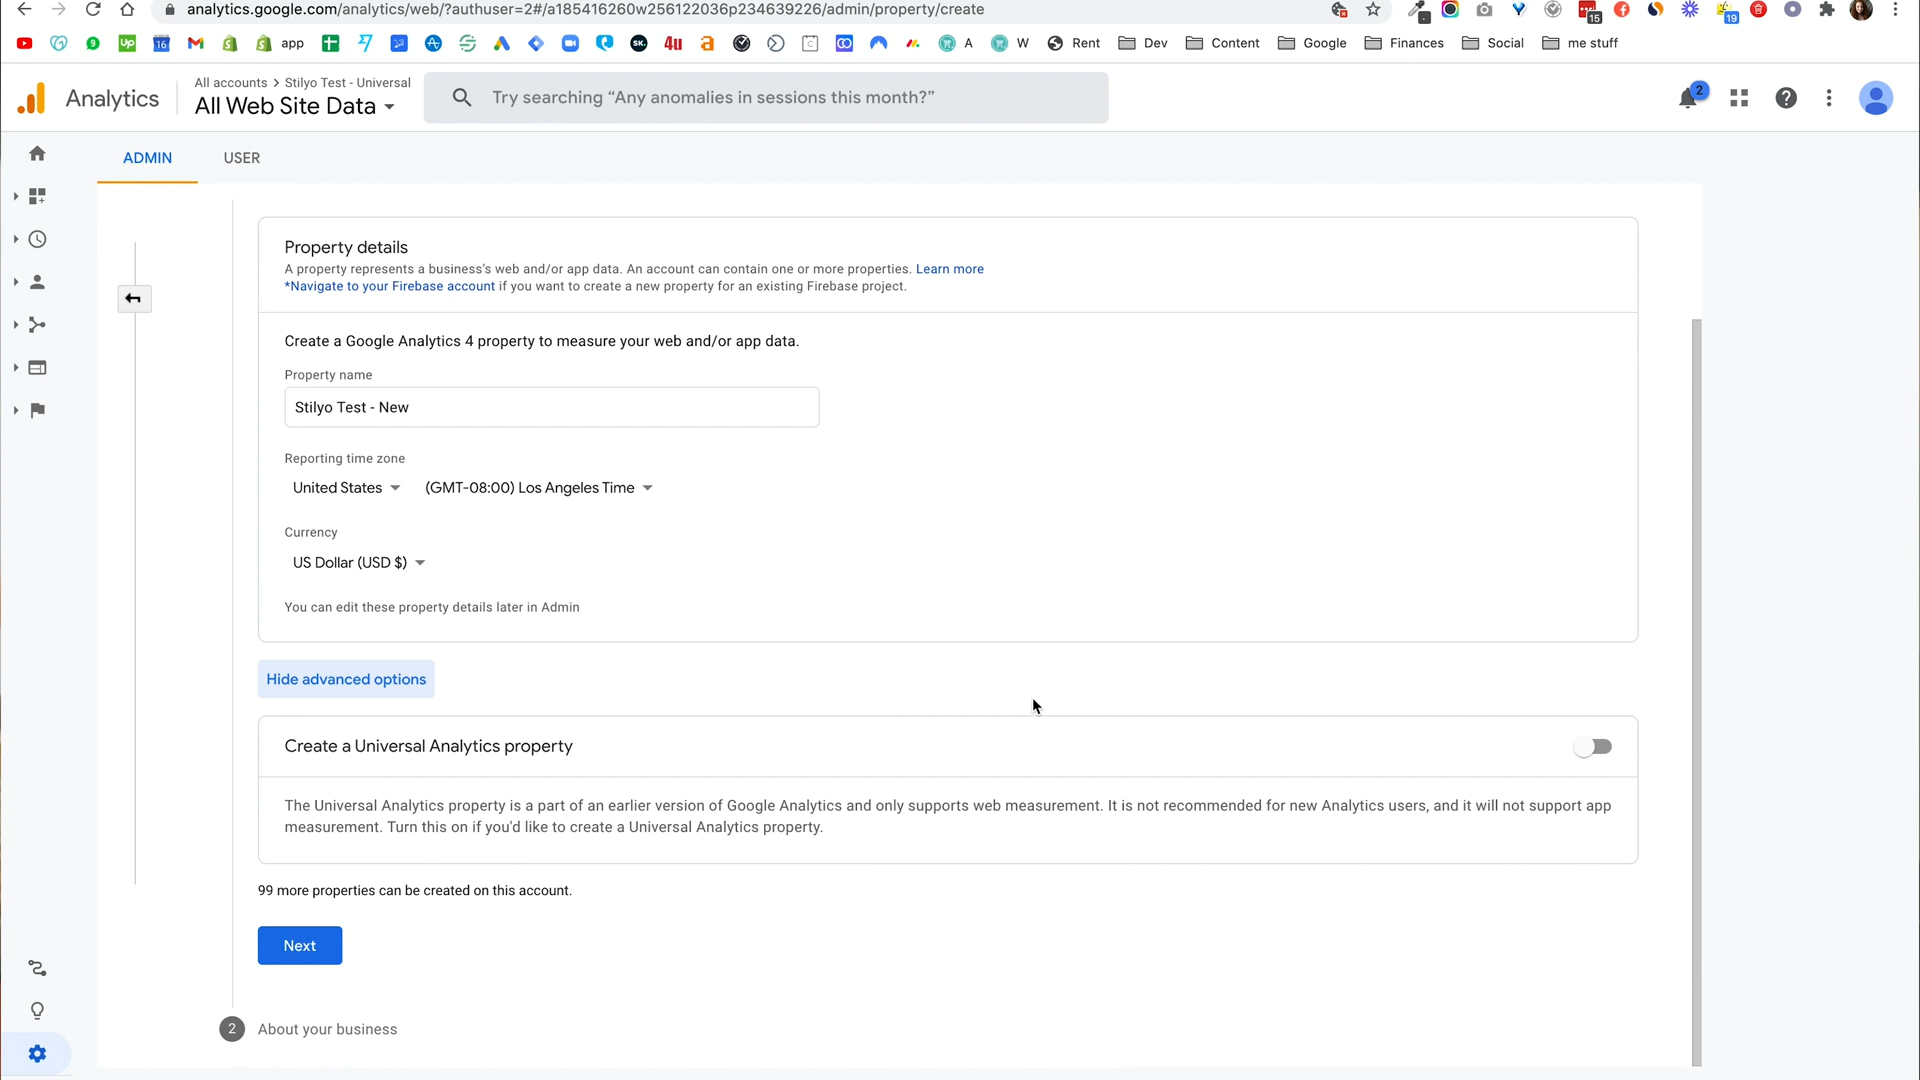 analytics.google.com/analytics/web/?authuser=2#/a185416260w256122036p234639226/admin/property/create
15
19
9
Up
16
app
SK.
4u
a
A
W
Rent
Dev
Content
Google
Finances
Social
me stuff
Analytics
All accounts > Stilyo Test - Universal
All Web Site Data
Try searching “Any anomalies in sessions this month?”
2
ADMIN
USER
Property details
A property represents a business’s web and/or app data. An account can contain one or more properties. Learn more
*Navigate to your Firebase account if you want to create a new property for an existing Firebase project.
Create a Google Analytics 4 property to measure your web and/or app data.
Property name
Stilyo Test - New
Reporting time zone
United States
(GMT-08:00) Los Angeles Time
Currency
US Dollar (USD $)
You can edit these property details later in Admin
Hide advanced options
Create a Universal Analytics property
The Universal Analytics property is a part of an earlier version of Google Analytics and only supports web measurement. It is not recommended for new Analytics users, and it will not support app
measurement. Turn this on if you'd like to create a Universal Analytics property.
99 more properties can be created on this account.
Next
2
About your business